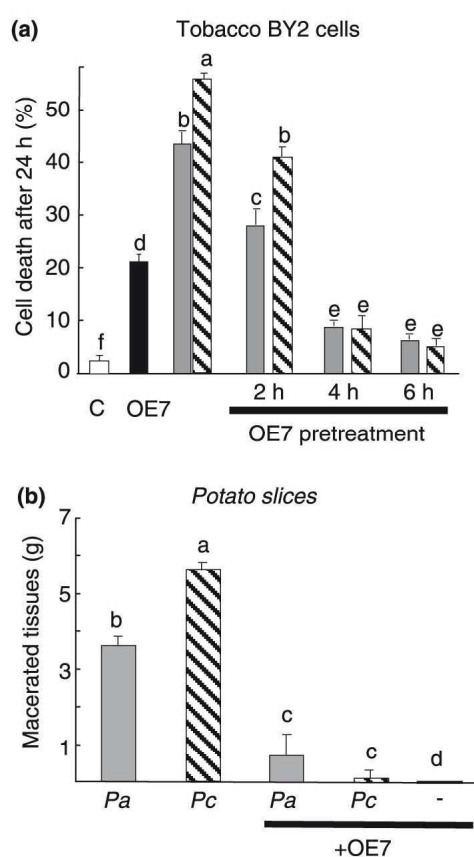 (a) Tobacco BY2 cells
Cell death after 24 h (%)
50
40
30
20
10
0
f
d
b
a
c
b
e
e
e
e
C OE7
2 h 4 h 6 h
OE7 pretreatment
(b) Potato slices
Macerated tissues (g)
7
5
3
1
b
a
c
c
d
Pa Pc Pa Pc -
+OE7